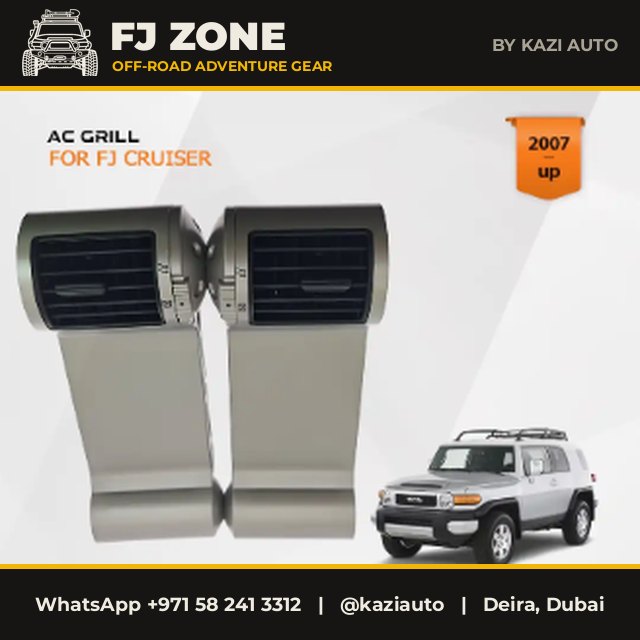 FJ ZONE
OFF-ROAD ADVENTURE GEAR
BY KAZI AUTO
AC GRILL
FOR FJ CRUISER
2007
up
WhatsApp +971 58 241 3312 | @kaziauto | Deira, Dubai